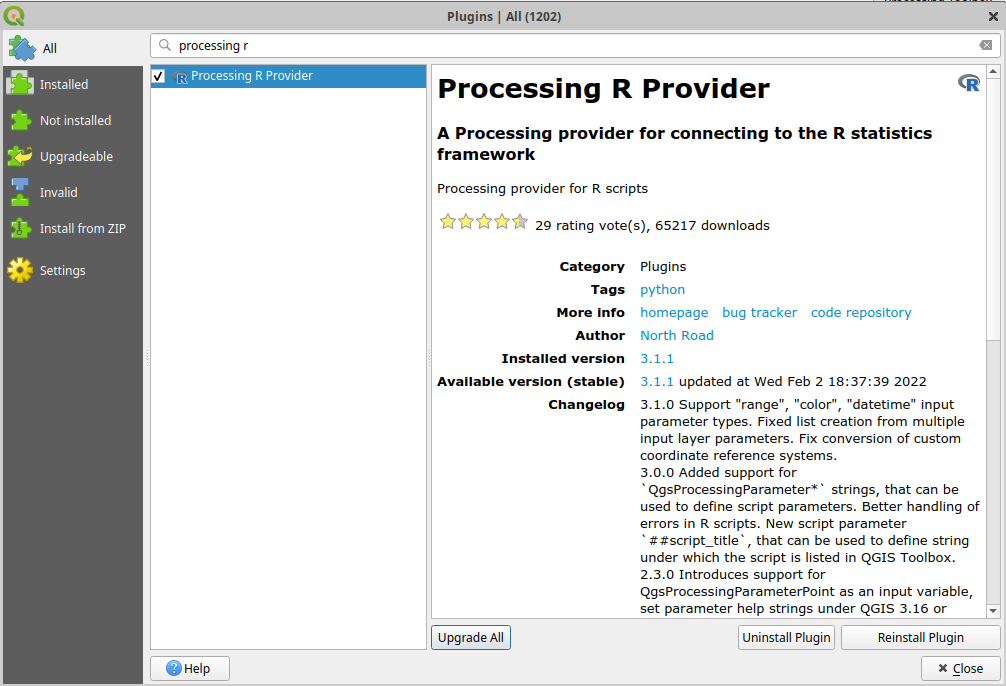 Plugins | All (1202)
All
processing r
Installed
Not installed
Upgradeable
Invalid
Install from ZIP
Settings
Processing R Provider
Processing R Provider
A Processing provider for connecting to the R statistics
framework
Processing provider for R scripts
29 rating vote(s), 65217 downloads
Category Plugins
Tags python
More info homepage bug tracker code repository
Author North Road
Installed version 3.1.1
Available version (stable) 3.1.1 updated at Wed Feb 2 18:37:39 2022
Changelog 3.1.0 Support "range", "color", "datetime" input
parameter types. Fixed list creation from multiple
input layer parameters. Fix conversion of custom
coordinate reference systems.
3.0.0 Added support for
`QgsProcessingParameter*` strings, that can be
used to define script parameters. Better handling of
errors in R scripts. New script parameter
`##script_title`, that can be used to define string
under which the script is listed in QGIS Toolbox.
2.3.0 Introduces support for
QgsProcessingParameterPoint as an input variable,
set parameter help strings under QGIS 3.16 or
Upgrade All
Uninstall Plugin
Reinstall Plugin
Help
Close